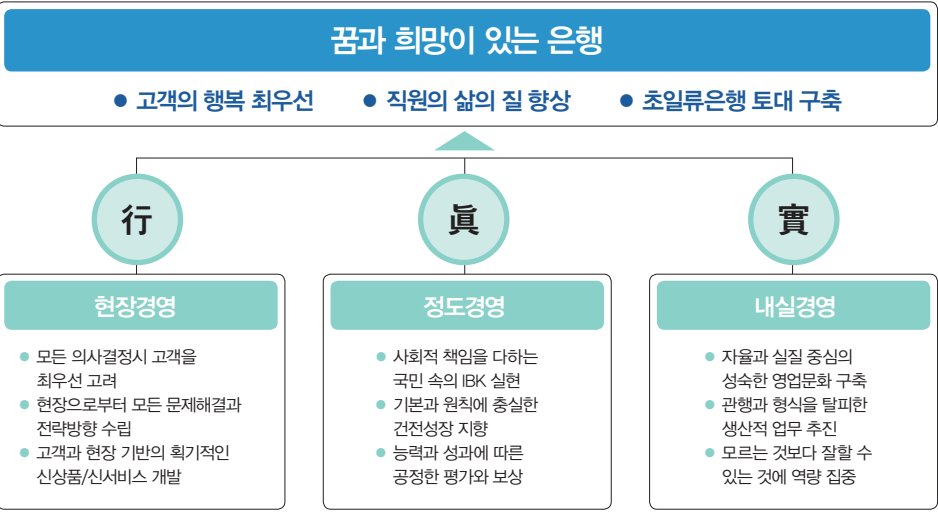 꿈과 희망이 있는 은행
● 고객의 행복 최우선 ● 직원의 삶의 질 향상 ● 초일류은행 토대 구축
行
현장경영
● 모든 의사결정시 고객을
최우선 고려
● 현장으로부터 모든 문제해결과
전략방향 수립
● 고객과 현장 기반의 획기적인
신상품/신서비스 개발
眞
정도경영
● 사회적 책임을 다하는
국민 속의 IBK 실현
● 기본과 원칙에 충실한
건전성장 지향
● 능력과 성과에 따른
공정한 평가와 보상
實
내실경영
● 자율과 실질 중심의
성숙한 영업문화 구축
● 관행과 형식을 탈피한
생산적 업무 추진
● 모르는 것보다 잘할 수
있는 것에 역량 집중